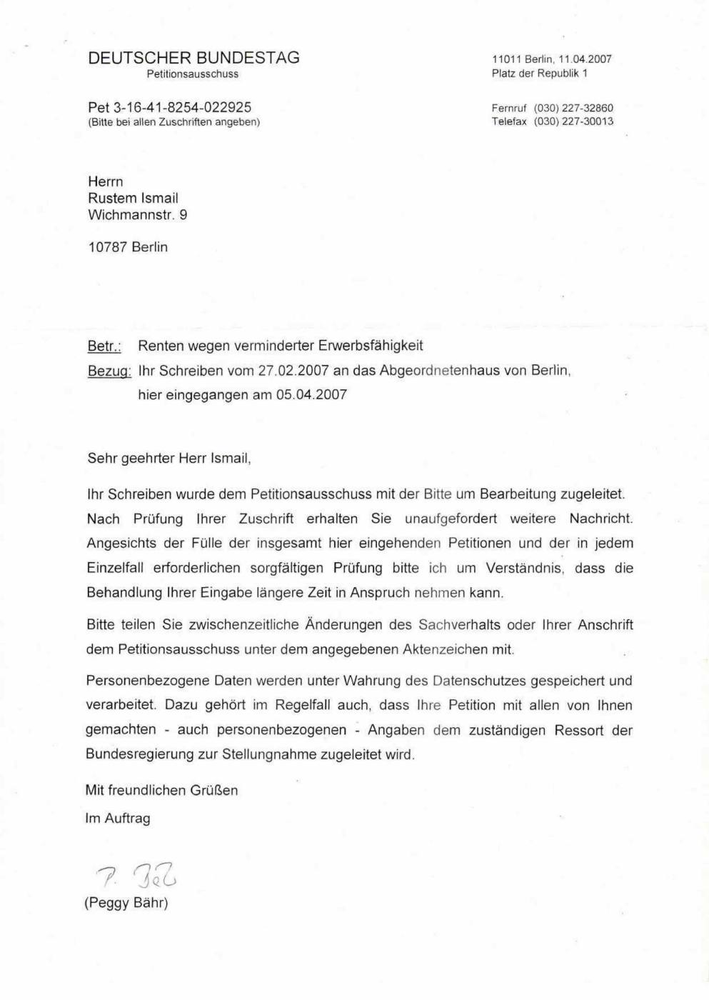 DEUTSCHER BUNDESTAG
Petitionsausschuss
11011 Berlin, 11.04.2007
Platz der Republik 1
Pet 3-16-41-8254-022925
(Bitte bei allen Zuschriften angeben)
Fernruf (030) 227-32860
Telefax (030) 227-30013
Herrn
Rustem Ismail
Wichmannstr. 9
10787 Berlin
Betr.: Renten wegen verminderter Erwerbsfähigkeit
Bezug: Ihr Schreiben vom 27.02.2007 an das Abgeordnetenhaus von Berlin,
hier eingegangen am 05.04.2007
Sehr geehrter Herr Ismail,
Ihr Schreiben wurde dem Petitionsausschuss mit der Bitte um Bearbeitung zugeleitet.
Nach Prüfung Ihrer Zuschrift erhalten Sie unaufgefordert weitere Nachricht.
Angesichts der Fülle der insgesamt hier eingehenden Petitionen und der in jedem
Einzelfall erforderlichen sorgfältigen Prüfung bitte ich um Verständnis, dass die
Behandlung Ihrer Eingabe längere Zeit in Anspruch nehmen kann.
Bitte teilen Sie zwischenzeitliche Änderungen des Sachverhalts oder Ihrer Anschrift
dem Petitionsausschuss unter dem angegebenen Aktenzeichen mit.
Personenbezogene Daten werden unter Wahrung des Datenschutzes gespeichert und
verarbeitet. Dazu gehört im Regelfall auch, dass Ihre Petition mit allen von Ihnen
gemachten - auch personenbezogenen - Angaben dem zuständigen Ressort der
Bundesregierung zur Stellungnahme zugeleitet wird.
Mit freundlichen Grüßen
Im Auftrag
(Peggy Bähr)